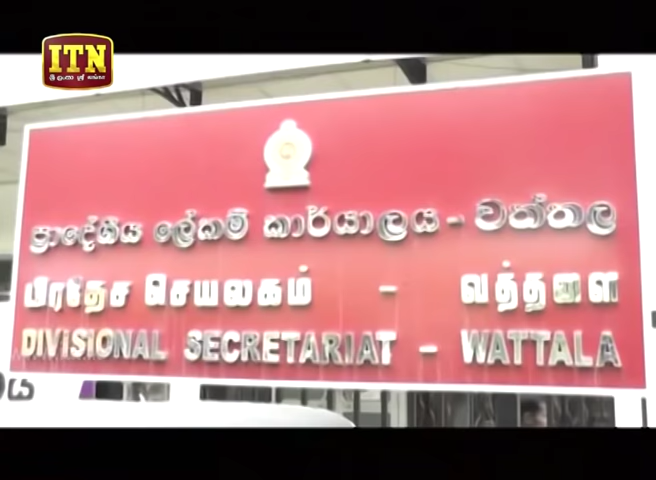 ITN
ප්‍රාදේශීය ලේකම් කාර්යාලය - වත්තල
பிரதேச செயலகம் - வத்தளை
DIVISIONAL SECRETARIAT - WATTALA